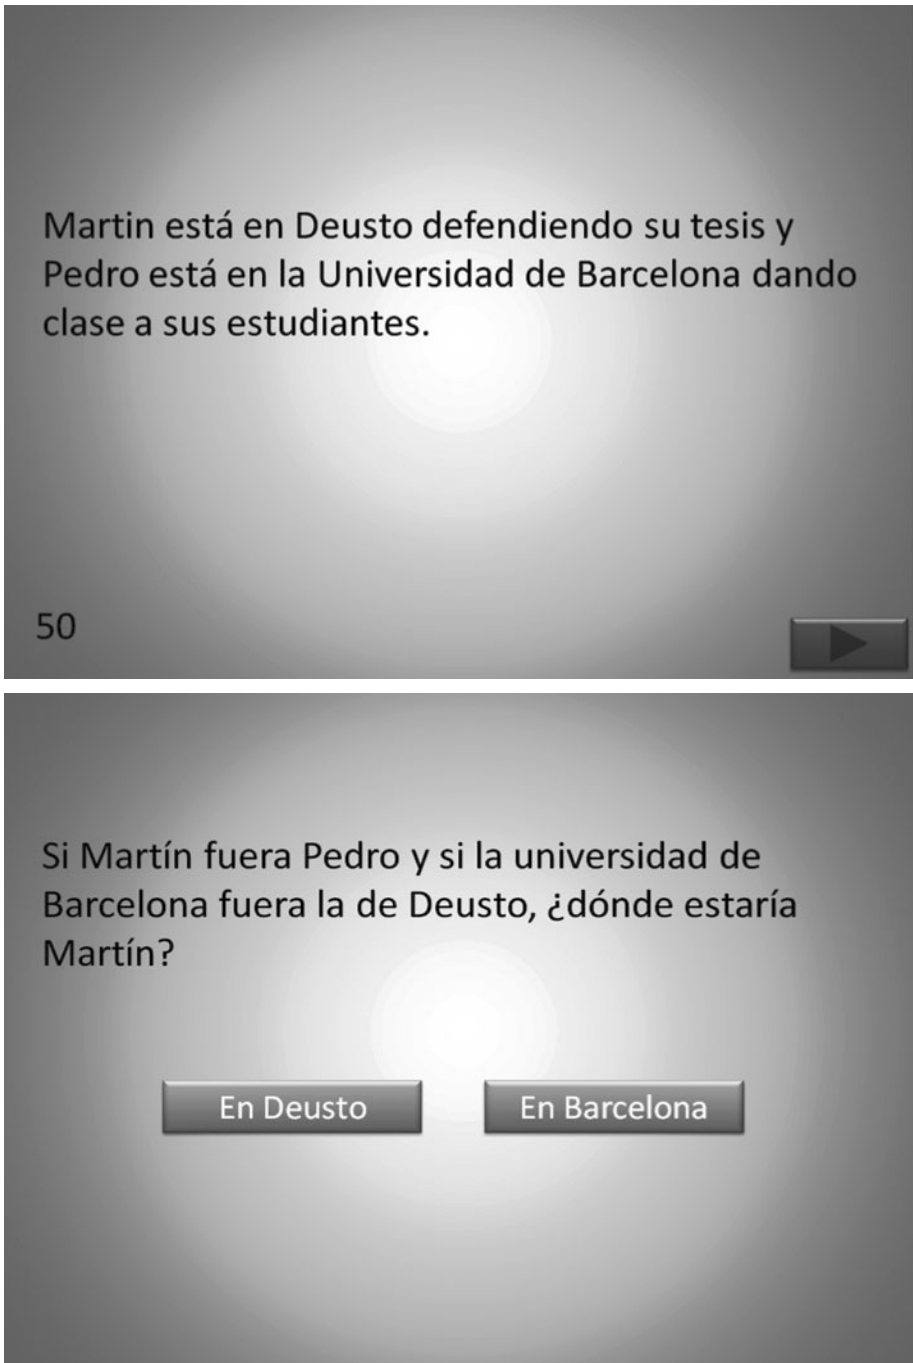 Martin está en Deusto defendiendo su tesis y
Pedro está en la Universidad de Barcelona dando
clase a sus estudiantes.
50
Si Martín fuera Pedro y si la universidad de
Barcelona fuera la de Deusto, ¿dónde estaría
Martín?
En Deusto
En Barcelona